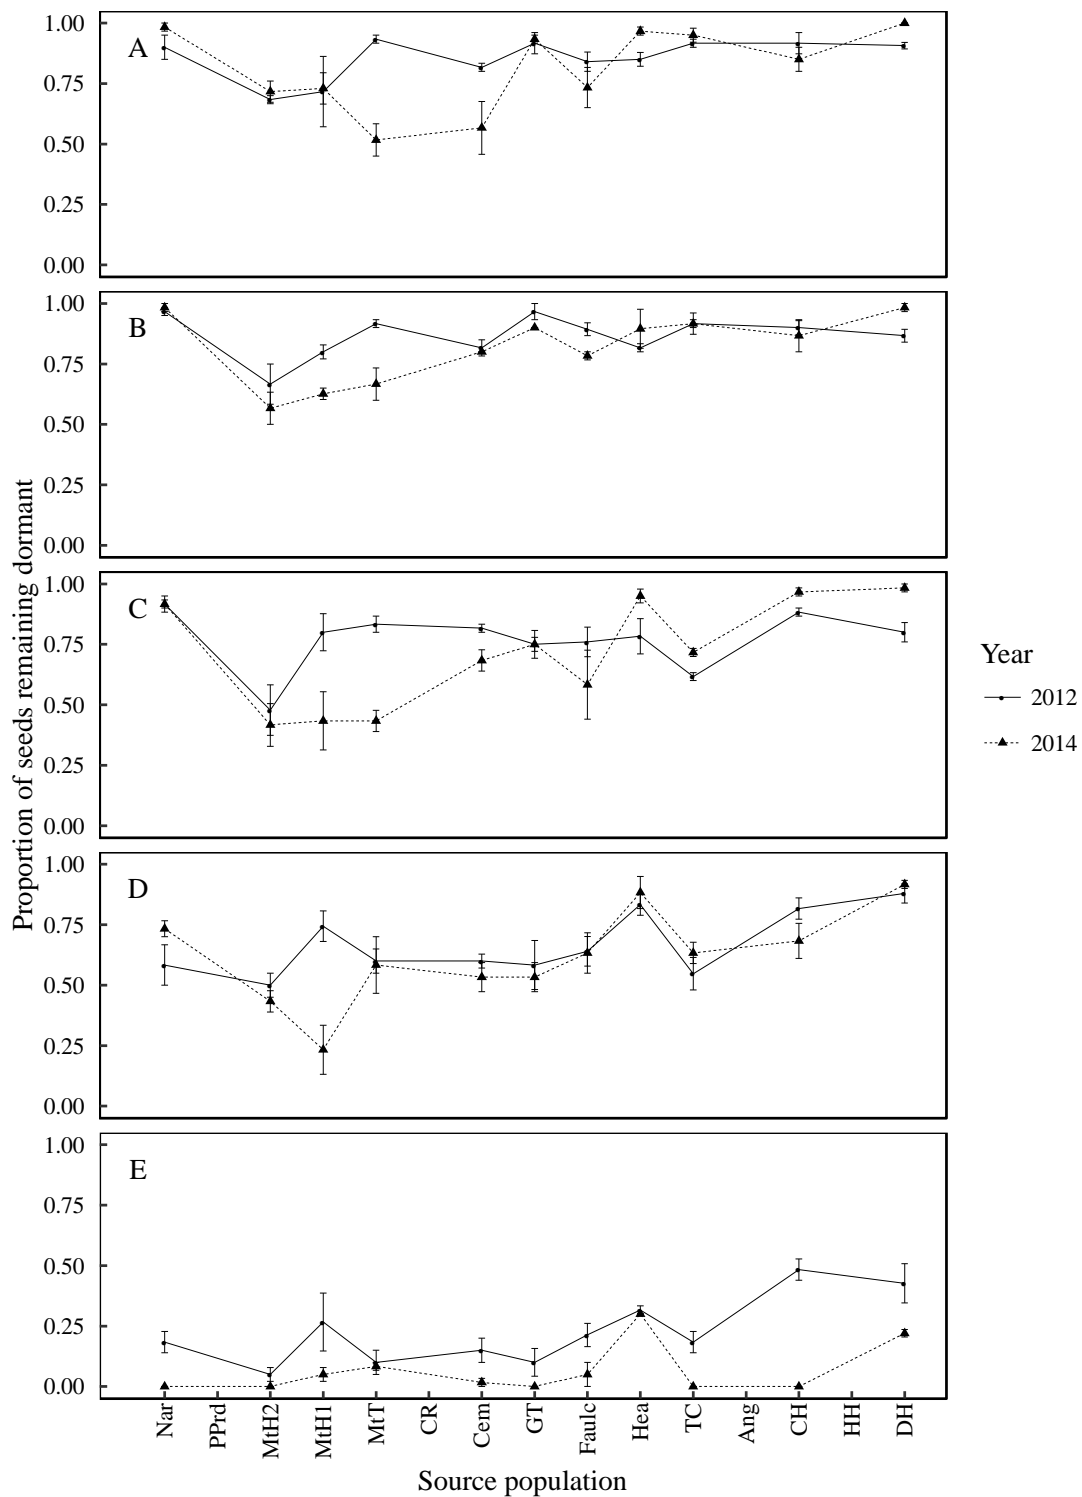 A
1.00
0.75
0.50
0.25
0.00
B
1.00
0.75
0.50
0.25
0.00
C
1.00
0.75
0.50
0.25
0.00
D
1.00
0.75
0.50
0.25
0.00
E
1.00
0.75
0.50
0.25
0.00
Proportion of seeds remaining dormant
Nar
PPrd
MtH2
MtH1
MtT
CR
Cem
GT
Faulc
Hea
TC
Ang
CH
HH
DH
Source population
Year
2012
2014